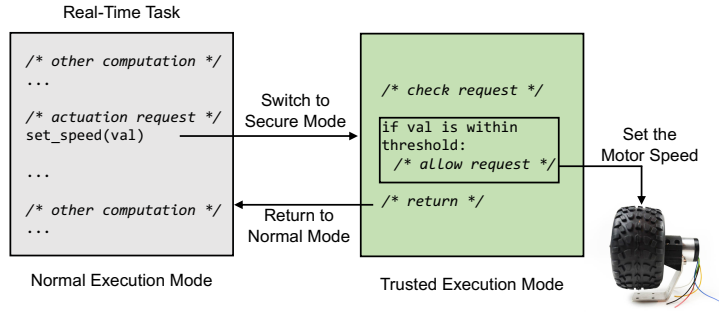 Real-Time Task
/* other computation */
...
/* actuation request */
set_speed(val)
...
/* other computation */
...
Normal Execution Mode
Switch to
Secure Mode
Return to
Normal Mode
/* check request */
if val is within
threshold:
/* allow request */
/* return */
Trusted Execution Mode
Set the
Motor Speed